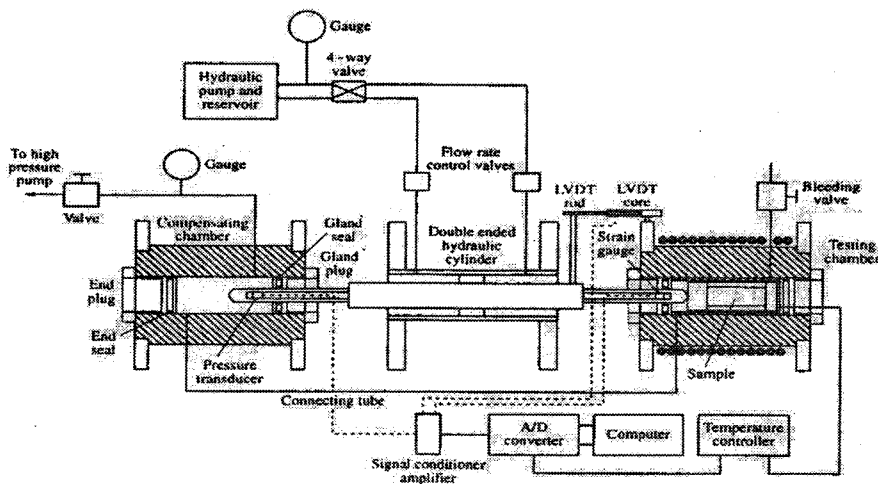 Gauge
4-way
valve
Hydraulic
pump and
reservoir
To high
pressure
pump
Gauge
Flow rate
control valves
LVDT
rod
LVDT
core
Bleeding
valve
Valve
Compensating
chamber
Gland
seal
Gland
plug
Double ended
hydraulic
cylinder
Strain
gauge
Testing
chamber
End
plug
End
seal
Pressure
transducer
Sample
Connecting tube
A/D
converter
Computer
Temperature
controller
Signal conditioner
amplifier